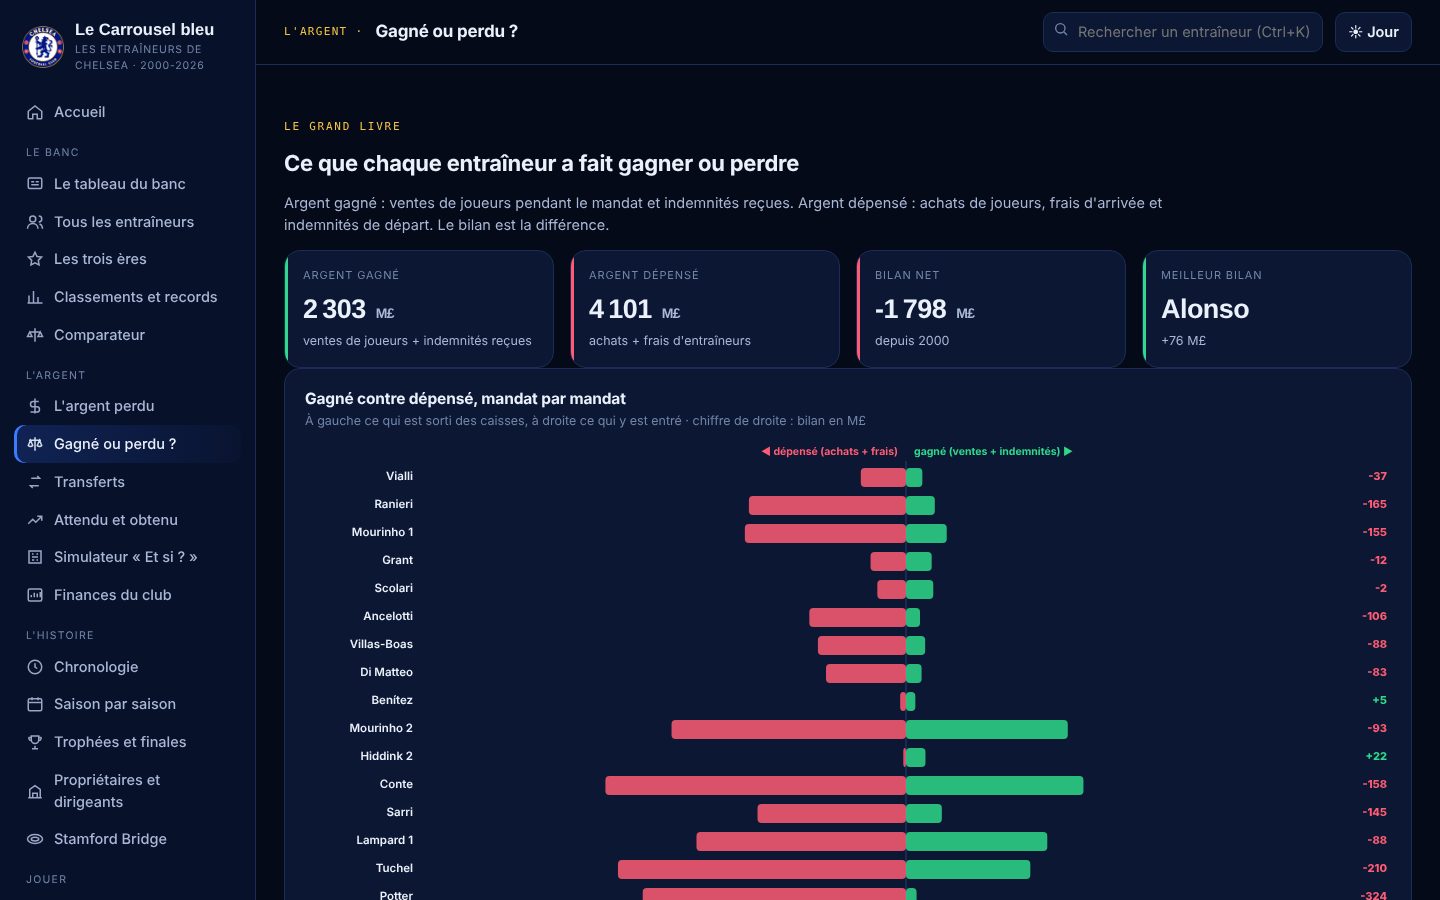 Le Carrousel bleu
LES ENTRAÎNEURS DE
CHELSEA · 2000-2026
Accueil
LE BANC
Le tableau du banc
Tous les entraîneurs
Les trois ères
Classements et records
Comparateur
L'ARGENT
L'argent perdu
Gagné ou perdu ?
Transferts
Attendu et obtenu
Simulateur « Et si ? »
Finances du club
L'HISTOIRE
Chronologie
Saison par saison
Trophées et finales
Propriétaires et
dirigeants
Stamford Bridge
JOUER
L'ARGENT · Gagné ou perdu ?
Rechercher un entraîneur (Ctrl+K)
☀ Jour
LE GRAND LIVRE
Ce que chaque entraîneur a fait gagner ou perdre
Argent gagné : ventes de joueurs pendant le mandat et indemnités reçues. Argent dépensé : achats de joueurs, frais d'arrivée et
indemnités de départ. Le bilan est la différence.
ARGENT GAGNÉ
2 303 M£
ventes de joueurs + indemnités reçues
ARGENT DÉPENSÉ
4 101 M£
achats + frais d'entraîneurs
BILAN NET
-1 798 M£
depuis 2000
MEILLEUR BILAN
Alonso
+76 M£
Gagné contre dépensé, mandat par mandat
À gauche ce qui est sorti des caisses, à droite ce qui y est entré · chiffre de droite : bilan en M£
◀ dépensé (achats + frais) gagné (ventes + indemnités) ▶
Vialli -37
Ranieri -165
Mourinho 1 -155
Grant -12
Scolari -2
Ancelotti -106
Villas-Boas -88
Di Matteo -83
Benítez +5
Mourinho 2 -93
Hiddink 2 +22
Conte -158
Sarri -145
Lampard 1 -88
Tuchel -210
Potter -324